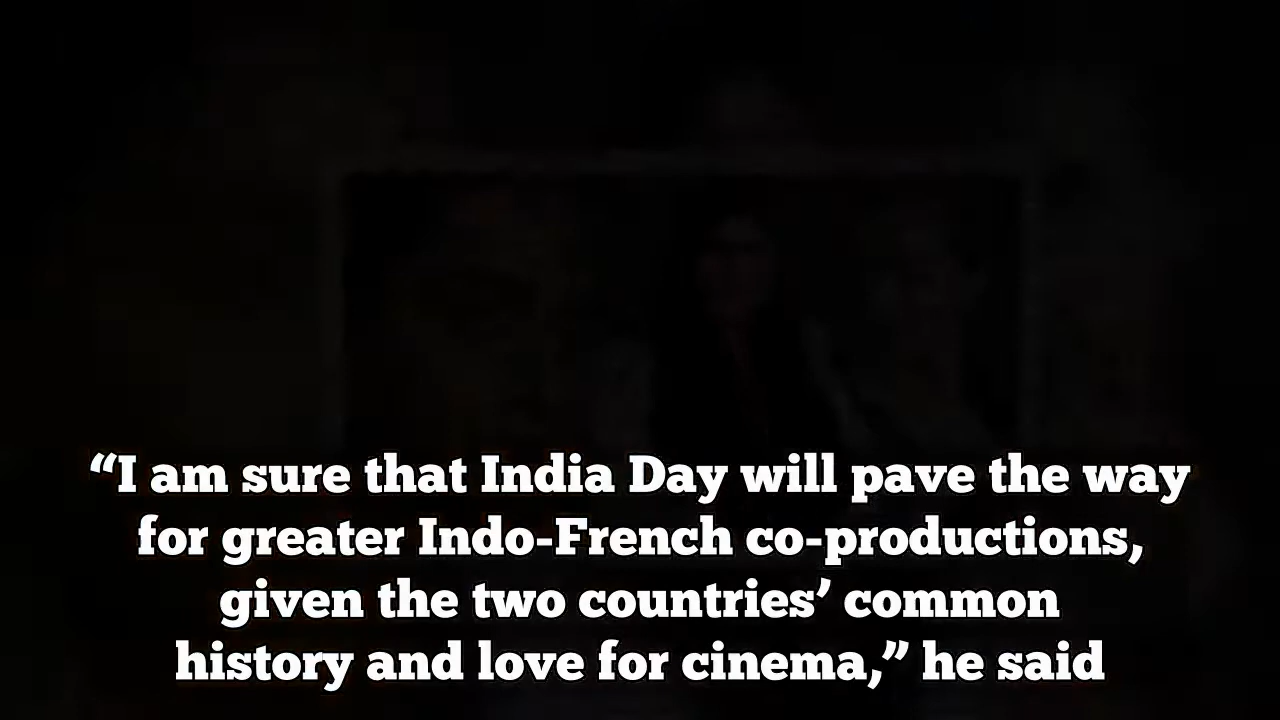 “I am sure that India Day will pave the way
for greater Indo-French co-productions,
given the two countries’ common
history and love for cinema,” he said